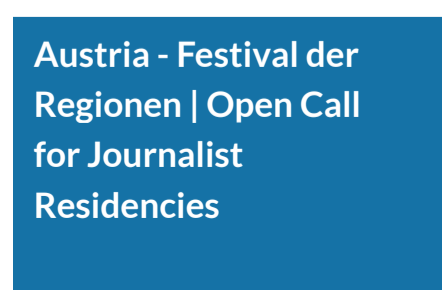 Austria - Festival der
Regionen | Open Call
for Journalist
Residencies